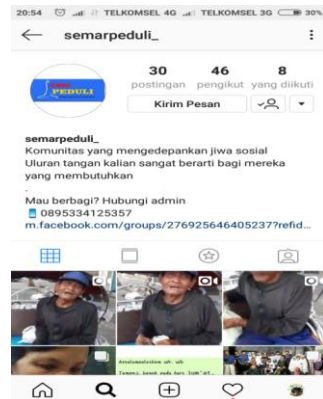 20:54 TELKOMSEL 4G TELKOMSEL 3G 30%
semarpeduli_
PEDULI
30 46 8
postingan pengikut yang diikuti
Kirim Pesan
semarpeduli_
Komunitas yang mengedepankan jiwa sosial
Uluran tangan kalian sangat berarti bagi mereka
yang membutuhkan
.
Mau berbagi? Hubungi admin
0895334125357
m.facebook.com/groups/276925646405237?refid...